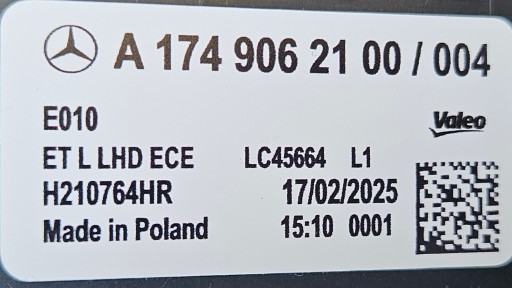 A 174 906 21 00 / 004
E010 Valeo
ET L LHD ECE LC45664 L1
H210764HR 17/02/2025
Made in Poland 15:10 0001